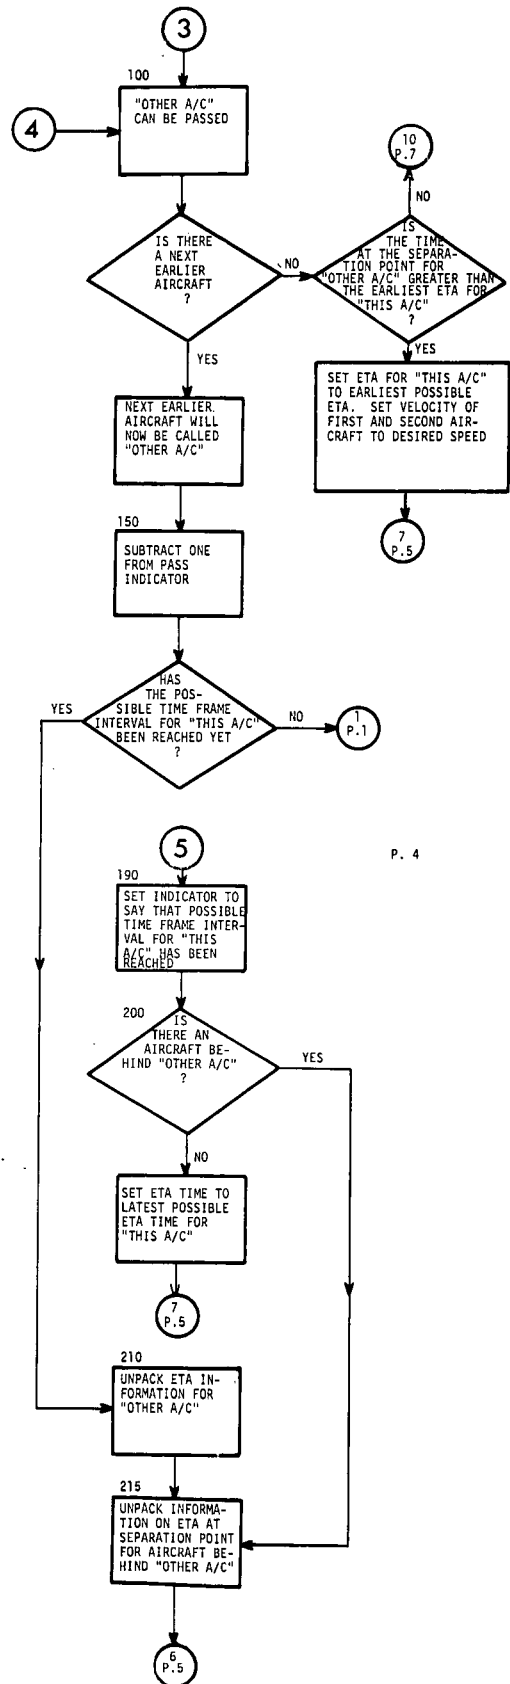 3
100
"OTHER A/C"
CAN BE PASSED
4
10
P.7
NO
IS THERE
A NEXT
EARLIER
AIRCRAFT
?
NO
IS
THE TIME
AT THE SEPARA-
TION POINT FOR
"OTHER A/C" GREATER THAN
THE EARLIEST ETA FOR
"THIS A/C"
?
YES
YES
SET ETA FOR "THIS A/C"
TO EARLIEST POSSIBLE
ETA. SET VELOCITY OF
FIRST AND SECOND AIR-
CRAFT TO DESIRED SPEED
7
P.5
NEXT EARLIER
AIRCRAFT WILL
NOW BE CALLED
"OTHER A/C"
150
SUBTRACT ONE
FROM PASS
INDICATOR
HAS
THE POS-
SIBLE TIME FRAME
INTERVAL FOR "THIS A/C"
BEEN REACHED YET
?
YES
NO
1
P.1
5
P. 4
190
SET INDICATOR TO
SAY THAT POSSIBLE
TIME FRAME INTER-
VAL FOR "THIS
A/C" HAS BEEN
REACHED
200
IS
THERE AN
AIRCRAFT BE-
HIND "OTHER A/C"
?
YES
NO
SET ETA TIME TO
LATEST POSSIBLE
ETA TIME FOR
"THIS A/C"
7
P.5
210
UNPACK ETA IN-
FORMATION FOR
"OTHER A/C"
215
UNPACK INFORMA-
TION ON ETA AT
SEPARATION POINT
FOR AIRCRAFT BE-
HIND "OTHER A/C"
6
P.5